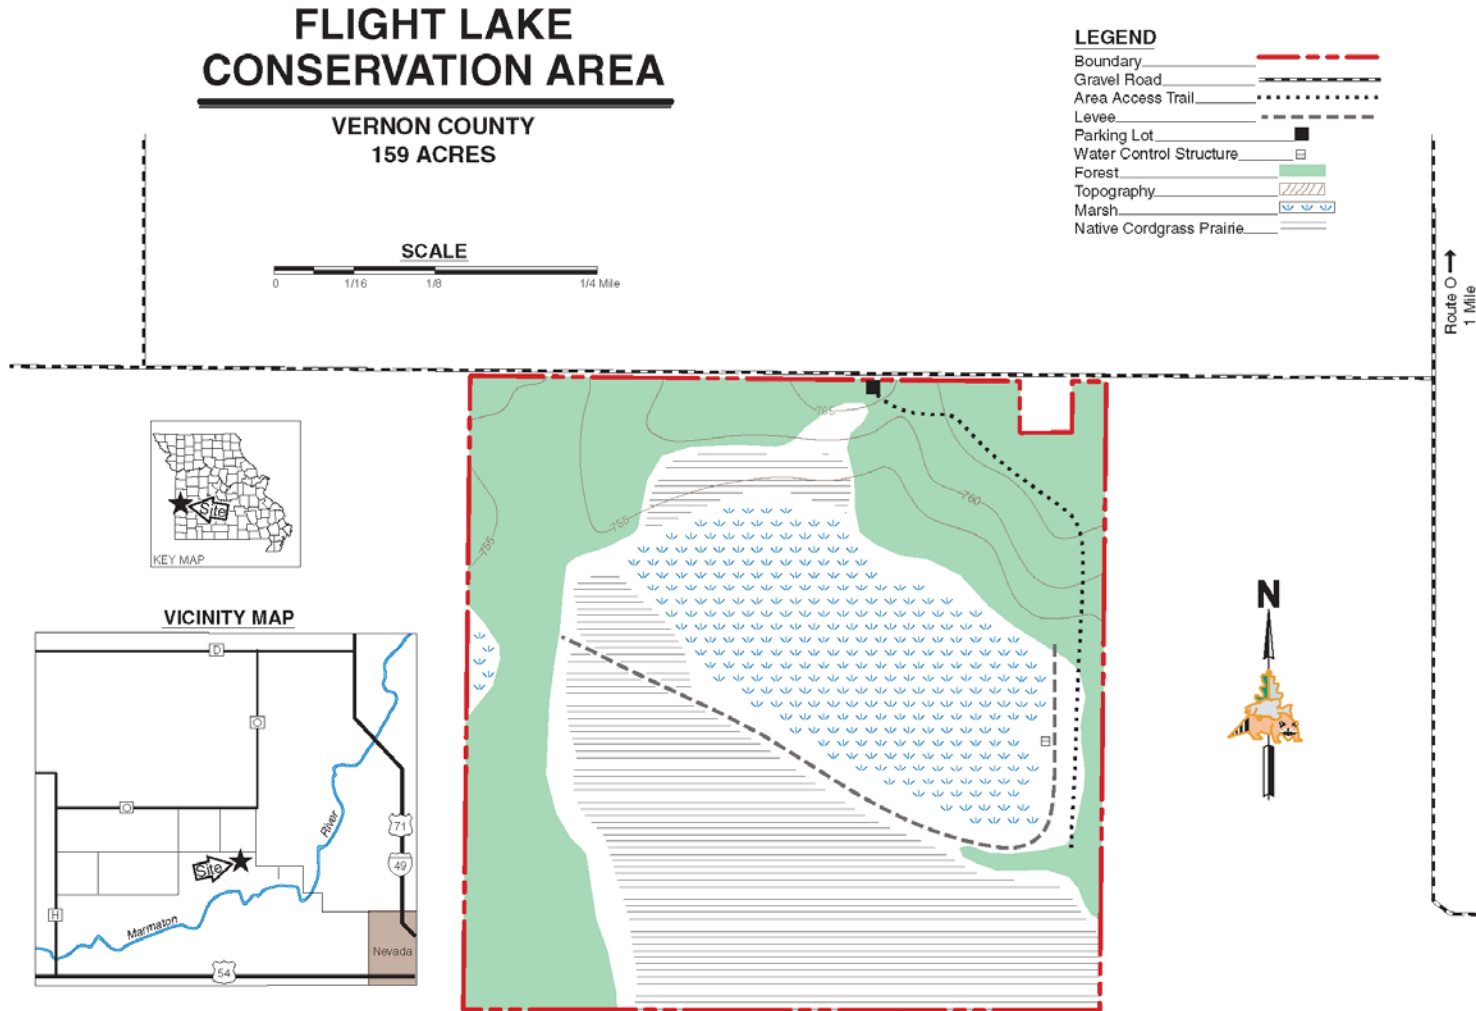 FLIGHT LAKE
CONSERVATION AREA
VERNON COUNTY
159 ACRES
LEGEND
Boundary
Gravel Road
Area Access Trail
Levee
Parking Lot
Water Control Structure
Forest
Topography
Marsh
Native Cordgrass Prairie
SCALE
0 1/16 1/8 1/4 Mile
Route O
1 Mile
765
760
755
755
Site
KEY MAP
N
VICINITY MAP
D
O
O
River
71
Site
49
H
Marmaton
Nevada
54